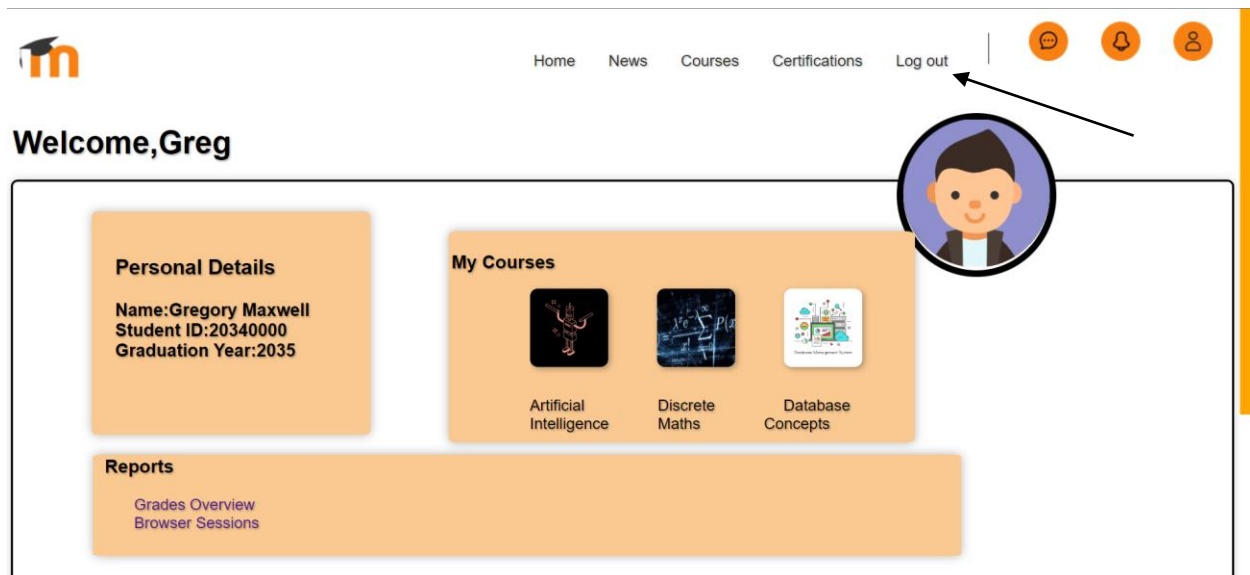 Home News Courses Certifications Log out
Welcome,Greg
Personal Details
Name:Gregory Maxwell
Student ID:20340000
Graduation Year:2035
My Courses
Artificial
Intelligence
Discrete
Maths
Database
Concepts
Reports
Grades Overview
Browser Sessions